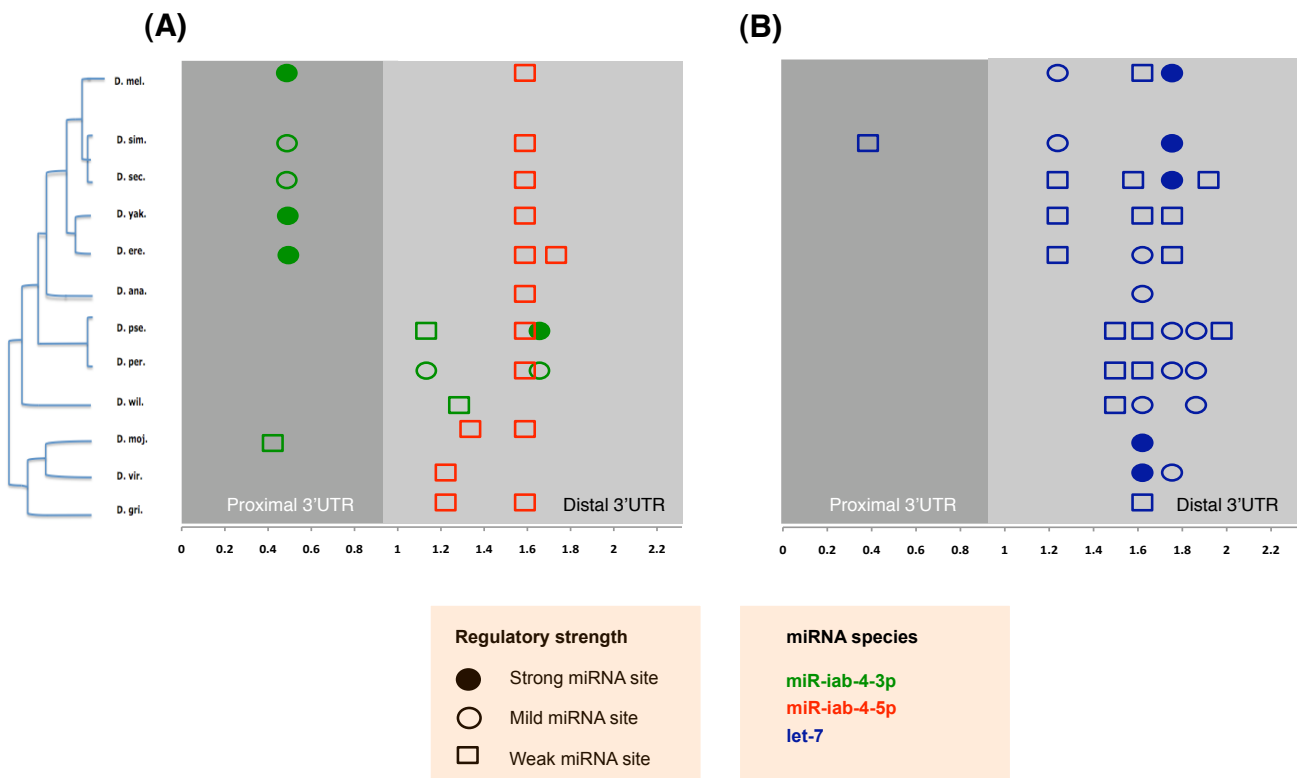 (A)
(B)
D. mel.
D. sim.
D. sec.
D. yak.
D. ere.
D. ana.
D. pse.
D. per.
D. wil.
D. moj.
D. vir.
D. gri.
Proximal 3’UTR
Distal 3’UTR
Proximal 3’UTR
Distal 3’UTR
0 0.2 0.4 0.6 0.8 1 1.2 1.4 1.6 1.8 2 2.2
0 0.2 0.4 0.6 0.8 1 1.2 1.4 1.6 1.8 2 2.2
Regulatory strength
Strong miRNA site
Mild miRNA site
Weak miRNA site
miRNA species
miR-iab-4-3p
miR-iab-4-5p
let-7